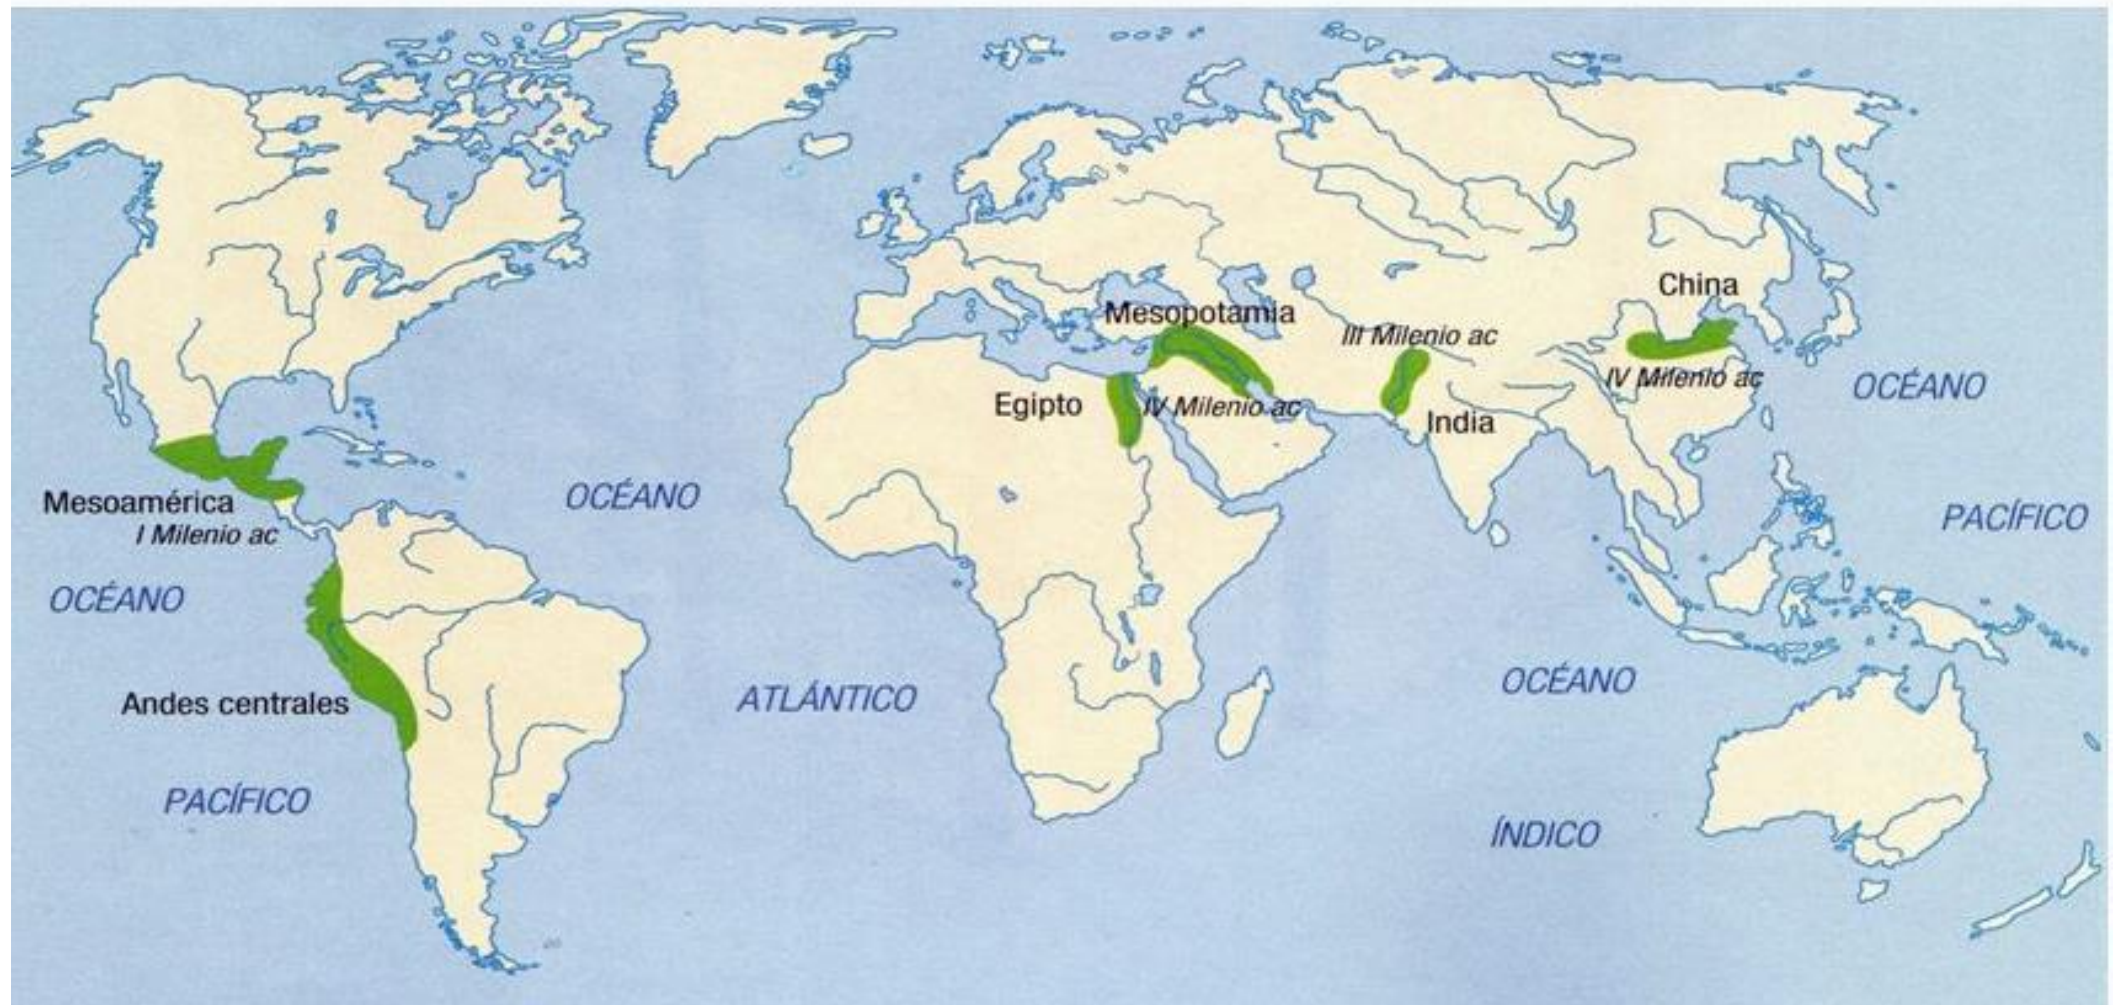 China
Mesopotamia
III Milenio ac
IV Milenio ac
OCÉANO
Egipto
IV Milenio ac
India
Mesoamérica
I Milenio ac
OCÉANO
PACÍFICO
OCÉANO
OCÉANO
Andes centrales
ATLÁNTICO
PACÍFICO
ÍNDICO